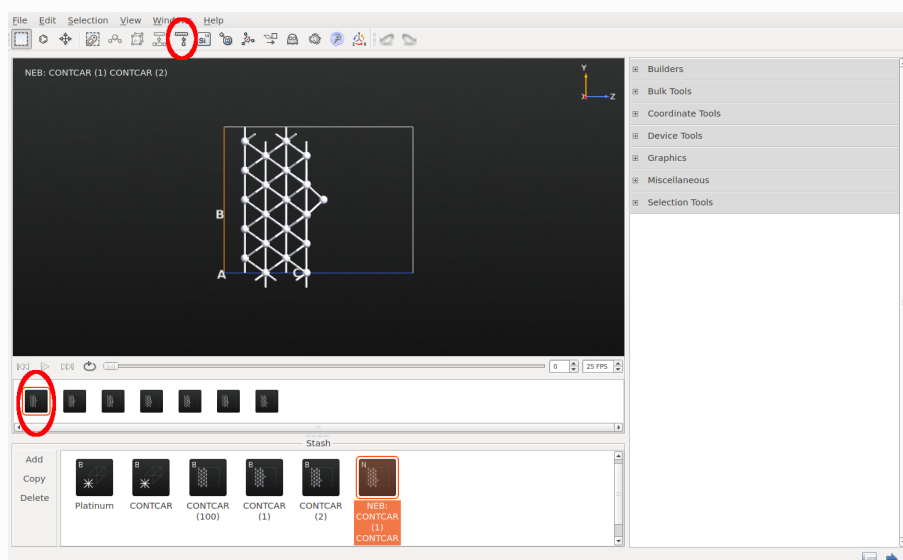 File Edit Selection View Windows Help
Si
NEB: CONTCAR (1) CONTCAR (2)
Y
X
Z
B
A
C
0
25 FPS
Stash
Add
Copy
Delete
B
Platinum
B
CONTCAR
B
CONTCAR
(100)
B
CONTCAR
(1)
B
CONTCAR
(2)
N
NEB:
CONTCAR
(1)
CONTCAR
Builders
Bulk Tools
Coordinate Tools
Device Tools
Graphics
Miscellaneous
Selection Tools